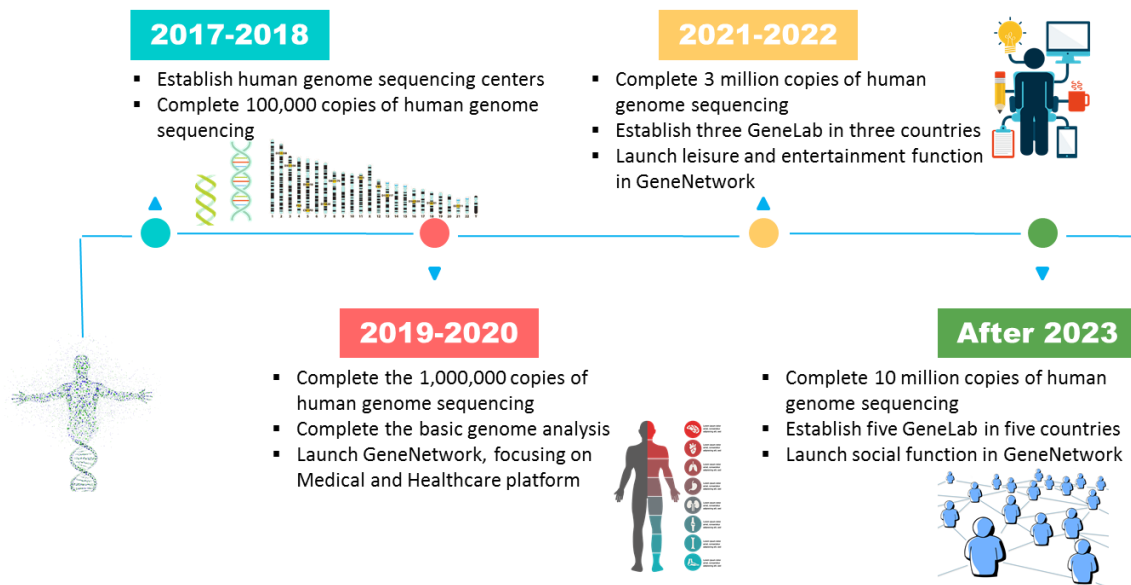 2017-2018
▪ Establish human genome sequencing centers
▪ Complete 100,000 copies of human genome
sequencing
2019-2020
▪ Complete the 1,000,000 copies of
human genome sequencing
▪ Complete the basic genome analysis
▪ Launch GeneNetwork, focusing on
Medical and Healthcare platform
2021-2022
▪ Complete 3 million copies of human
genome sequencing
▪ Establish three GeneLab in three countries
▪ Launch leisure and entertainment function
in GeneNetwork
After 2023
▪ Complete 10 million copies of human
genome sequencing
▪ Establish five GeneLab in five countries
▪ Launch social function in GeneNetwork